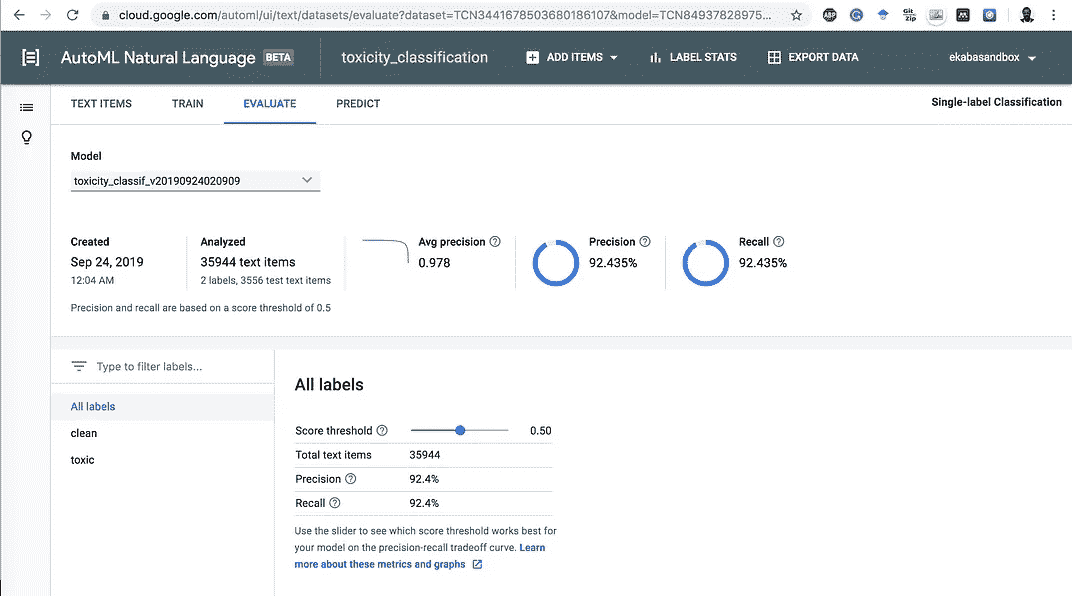 cloud.google.com/automl/ui/text/datasets/evaluate?dataset=TCN3441678503680186107&model=TCN84937828975...
ABP
Git Zip
AutoML Natural Language BETA
toxicity_classification
ADD ITEMS
LABEL STATS
EXPORT DATA
ekabasandbox
TEXT ITEMS
TRAIN
EVALUATE
PREDICT
Single-label Classification
Model
toxicity_classif_v20190924020909
Created
Sep 24, 2019
12:04 AM
Analyzed
35944 text items
2 labels, 3556 test text items
Avg precision
0.978
Precision
92.435%
Recall
92.435%
Precision and recall are based on a score threshold of 0.5
Type to filter labels...
All labels
clean
toxic
All labels
Score threshold 0.50
Total text items 35944
Precision 92.4%
Recall 92.4%
Use the slider to see which score threshold works best for
your model on the precision-recall tradeoff curve. Learn
more about these metrics and graphs